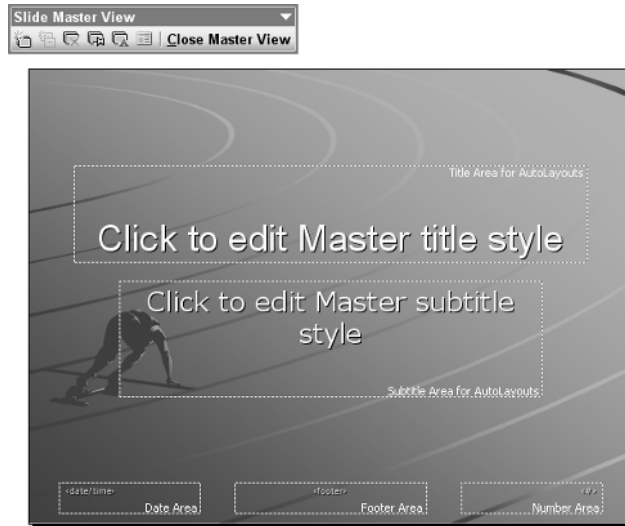 Slide Master View
Close Master View
Title Area for AutoLayouts
Click to edit Master title style
Click to edit Master subtitle
style
Subtitle Area for AutoLayouts
<date/time>
<footer>
<#>
Date Area
Footer Area
Number Area